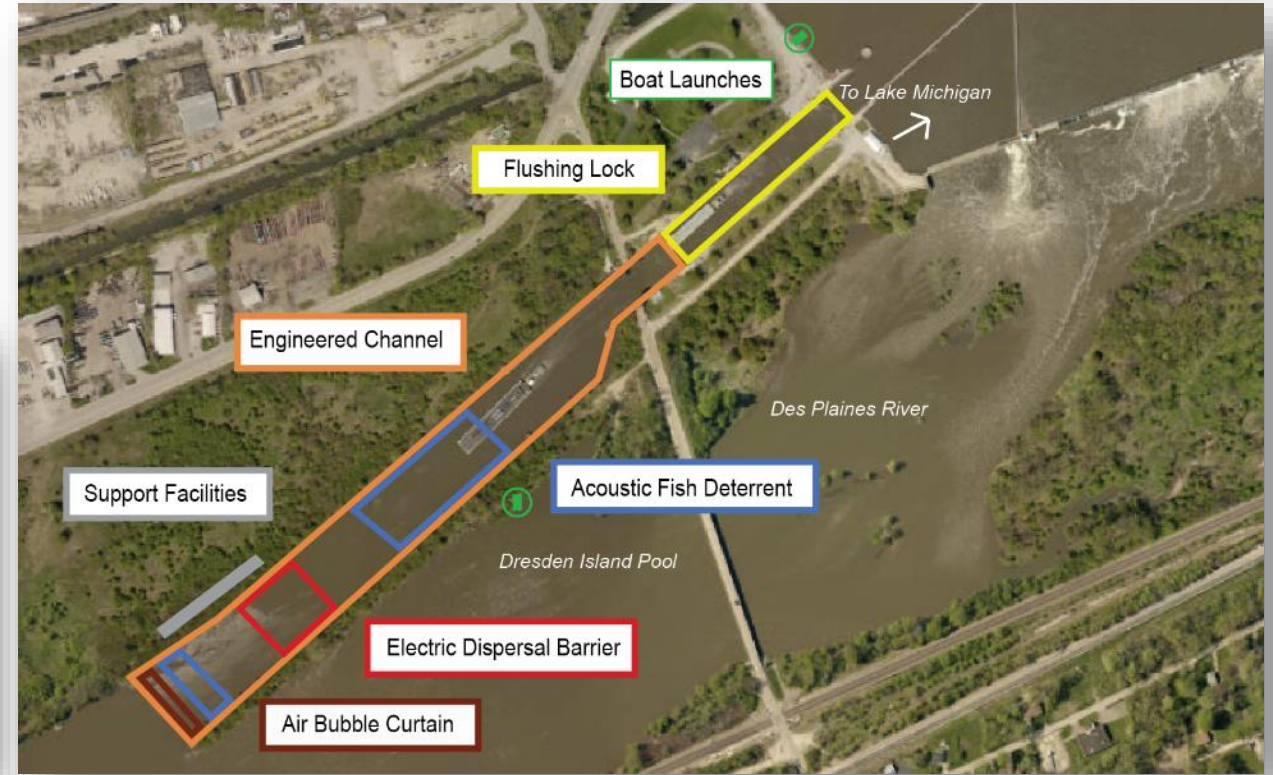 Boat Launches
To Lake Michigan
Flushing Lock
Engineered Channel
Des Plaines River
Support Facilities
Acoustic Fish Deterrent
Dresden Island Pool
Electric Dispersal Barrier
Air Bubble Curtain